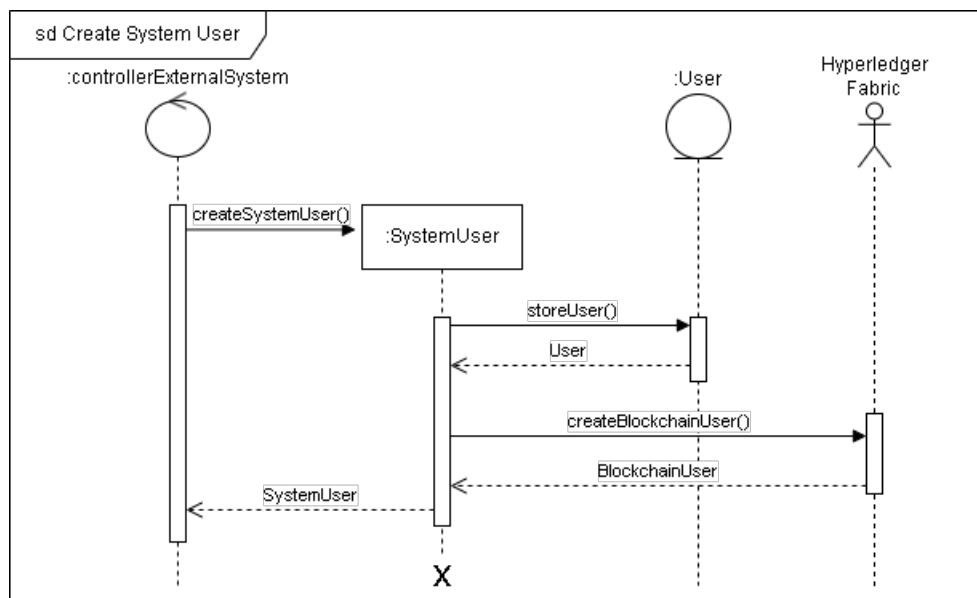 sd Create System User
:controllerExternalSystem
:User
Hyperledger
Fabric
createSystemUser()
:SystemUser
storeUser()
User
createBlockchainUser()
BlockchainUser
SystemUser
X